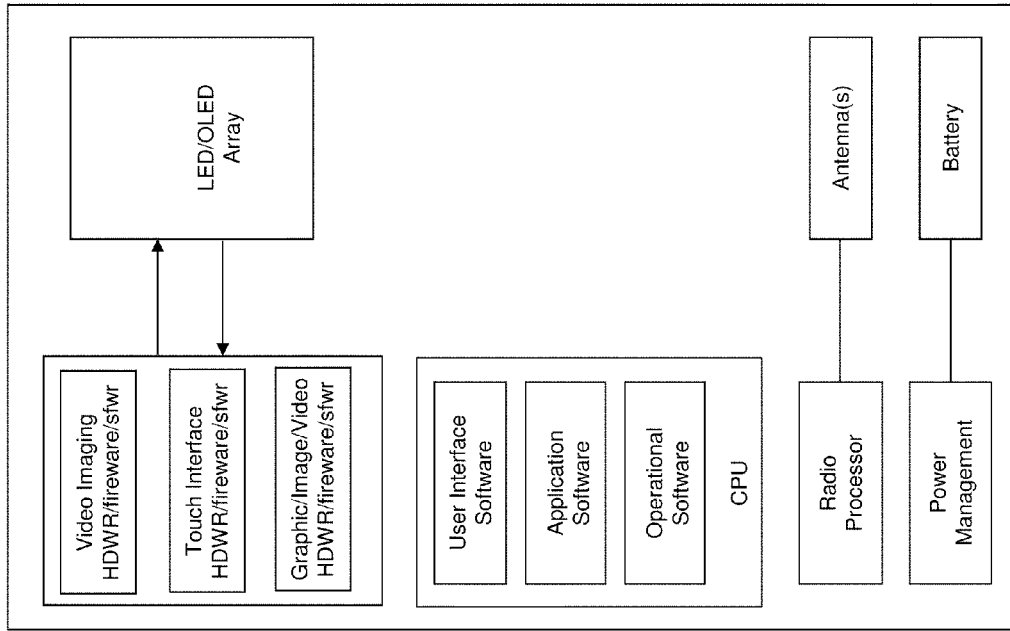 Video Imaging
HDWR/fireware/sfwr
Touch Interface
HDWR/fireware/sfwr
Graphic/Image/Video
HDWR/fireware/sfwr
LED/OLED
Array
User Interface
Software
Application
Software
Operational
Software
CPU
Radio
Processor
Antenna(s)
Power
Management
Battery